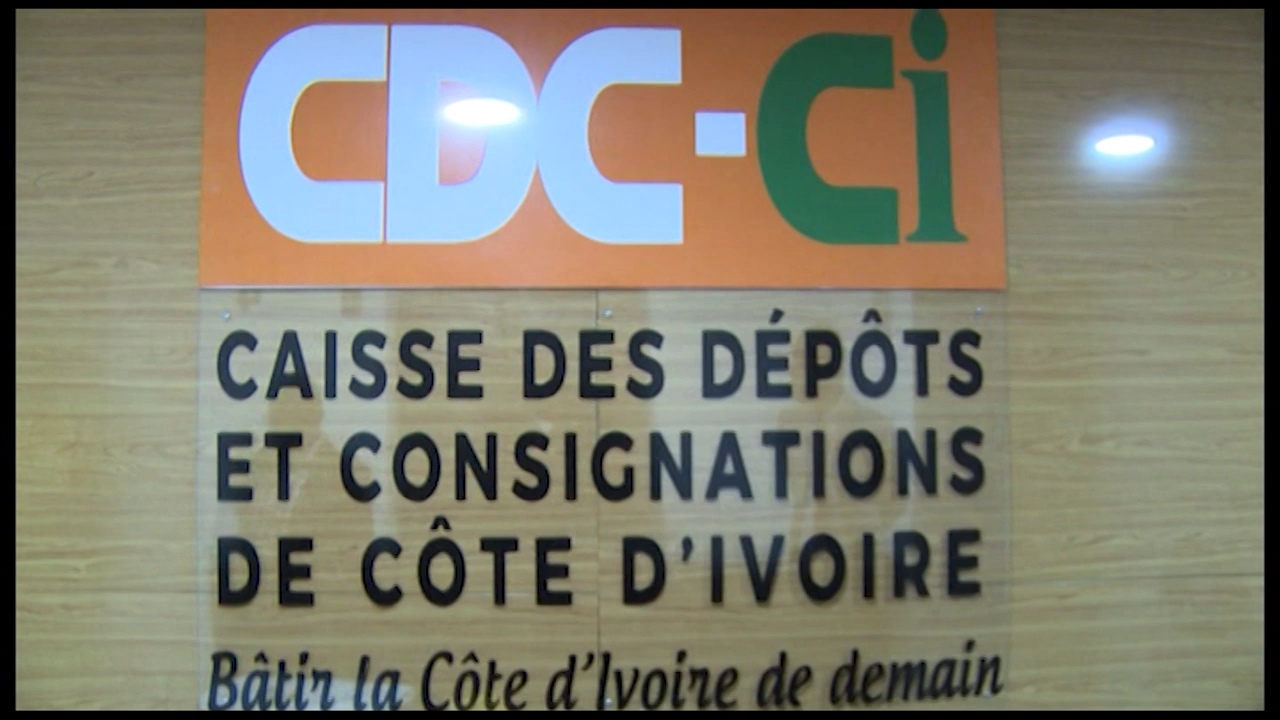 CDC-Ci
CAISSE DES DÉPÔTS
ET CONSIGNATIONS
DE CÔTE D'IVOIRE
Bâtir la Côte d'Ivoire de demain